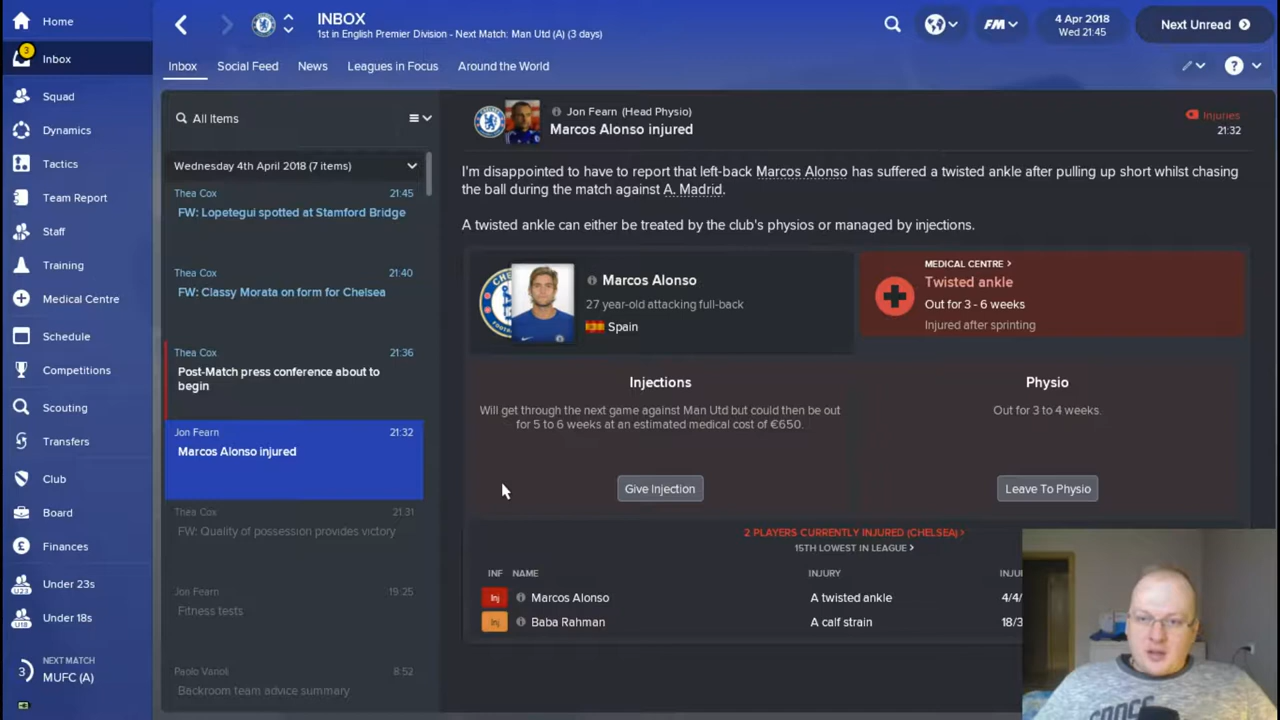 Home
3
Inbox
Squad
Dynamics
Tactics
Team Report
Staff
Training
Medical Centre
Schedule
Competitions
Scouting
Transfers
Club
Board
Finances
U23
Under 23s
U18
Under 18s
3
NEXT MATCH
MUFC (A)
INBOX
1st in English Premier Division - Next Match: Man Utd (A) (3 days)
FM
4 Apr 2018
Wed 21:45
Next Unread
Inbox
Social Feed
News
Leagues in Focus
Around the World
?
All Items
Wednesday 4th April 2018 (7 items)
Thea Cox 21:45
FW: Lopetegui spotted at Stamford Bridge
Thea Cox 21:40
FW: Classy Morata on form for Chelsea
Thea Cox 21:36
Post-Match press conference about to
begin
Jon Fearn 21:32
Marcos Alonso injured
Thea Cox 21:31
FW: Quality of possession provides victory
Jon Fearn 19:25
Fitness tests
Paolo Vanoli 8:52
Backroom team advice summary
Jon Fearn (Head Physio)
Marcos Alonso injured
Injuries
21:32
I'm disappointed to have to report that left-back Marcos Alonso has suffered a twisted ankle after pulling up short whilst chasing
the ball during the match against A. Madrid.
A twisted ankle can either be treated by the club's physios or managed by injections.
Marcos Alonso
27 year-old attacking full-back
Spain
MEDICAL CENTRE >
Twisted ankle
Out for 3 - 6 weeks
Injured after sprinting
Injections
Will get through the next game against Man Utd but could then be out
for 5 to 6 weeks at an estimated medical cost of €650.
Give Injection
Physio
Out for 3 to 4 weeks.
Leave To Physio
2 PLAYERS CURRENTLY INJURED (CHELSEA) >
15TH LOWEST IN LEAGUE >
INF NAME INJURY INJU
Inj Marcos Alonso A twisted ankle 4/4/
Inj Baba Rahman A calf strain 18/3